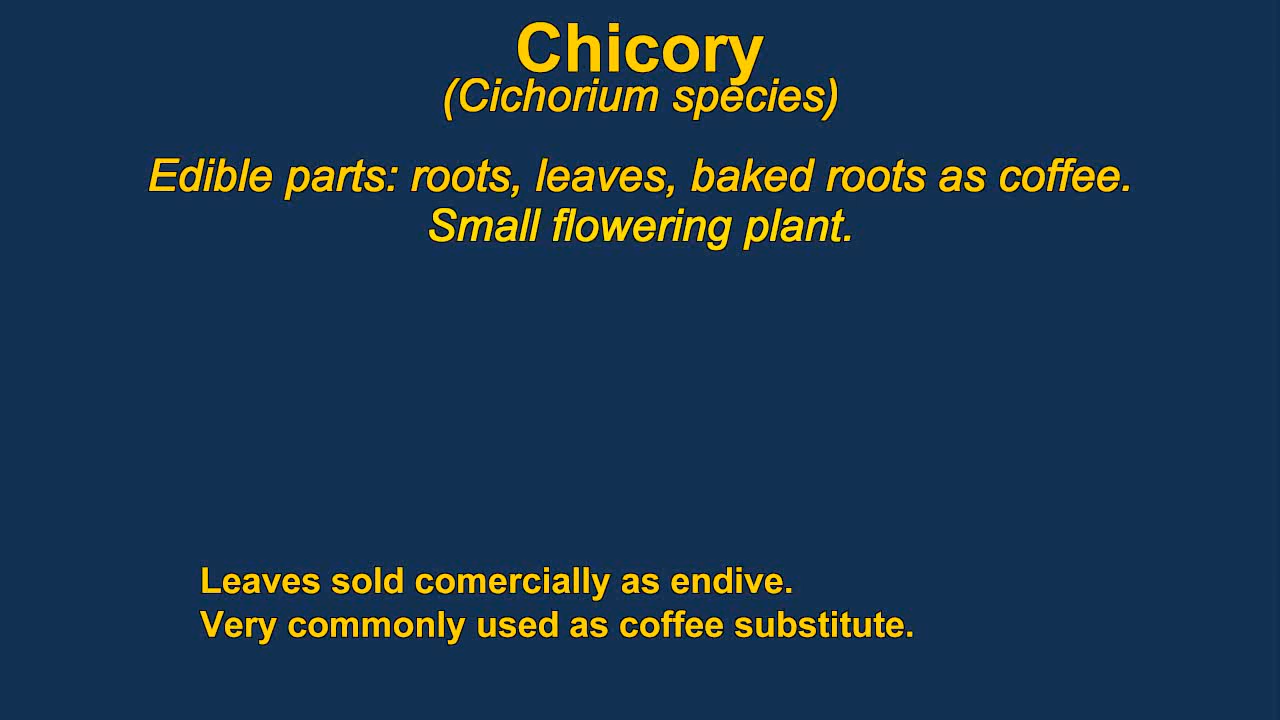 Chicory
(Cichorium species)
Edible parts: roots, leaves, baked roots as coffee.
Small flowering plant.
Leaves sold comercially as endive.
Very commonly used as coffee substitute.